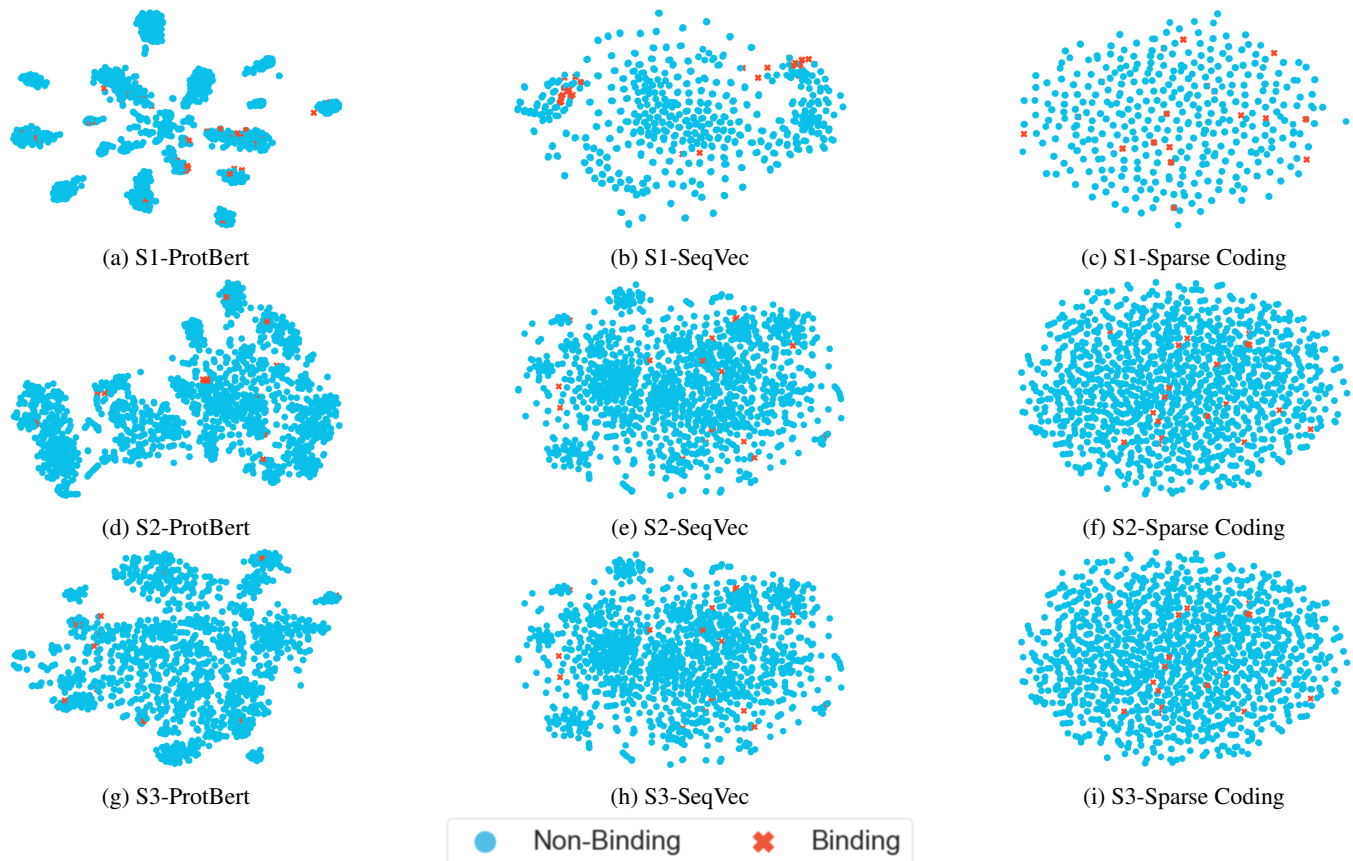 (a) S1-ProtBert
(b) S1-SeqVec
(c) S1-Sparse Coding
(d) S2-ProtBert
(e) S2-SeqVec
(f) S2-Sparse Coding
(g) S3-ProtBert
(h) S3-SeqVec
(i) S3-Sparse Coding
Non-Binding Binding